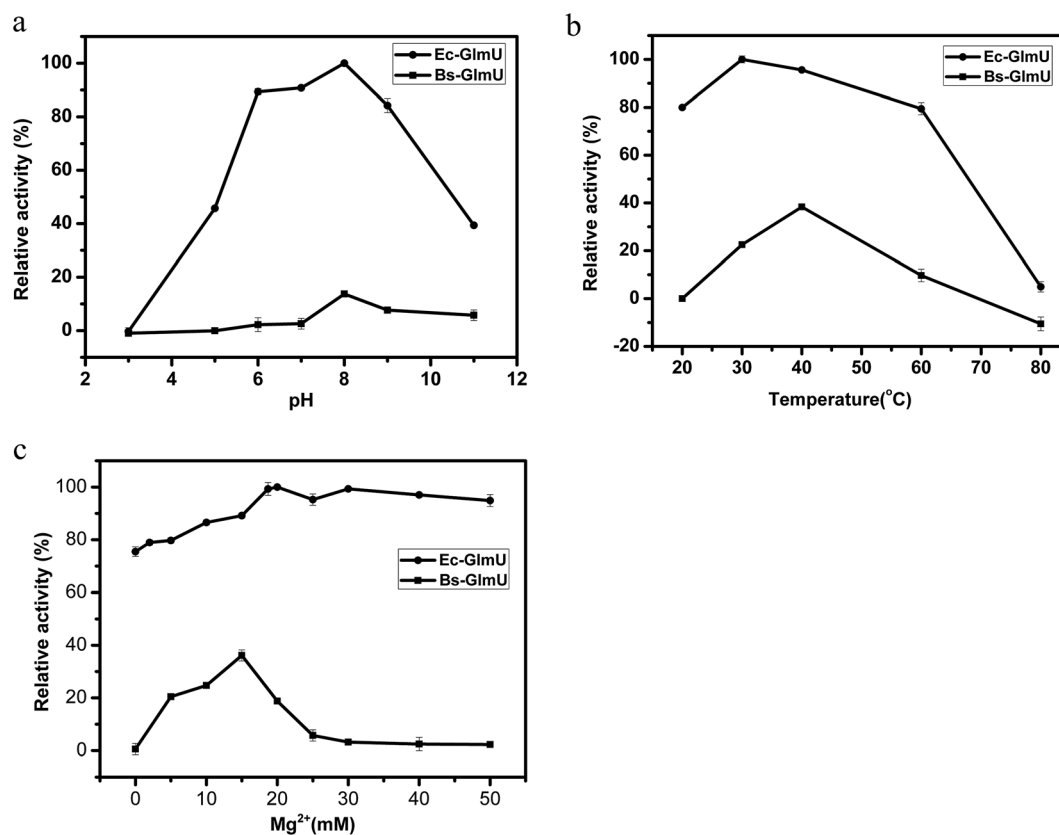 a
Relative activity (%)
100
80
60
40
20
0
2
4
6
8
10
12
pH
Ec-GlmU
Bs-GlmU
b
Relative activity (%)
100
80
60
40
20
0
-20
20
30
40
50
60
70
80
Temperature(°C)
Ec-GlmU
Bs-GlmU
c
Relative activity (%)
100
80
60
40
20
0
0
10
20
30
40
50
Mg²⁺(mM)
Ec-GlmU
Bs-GlmU